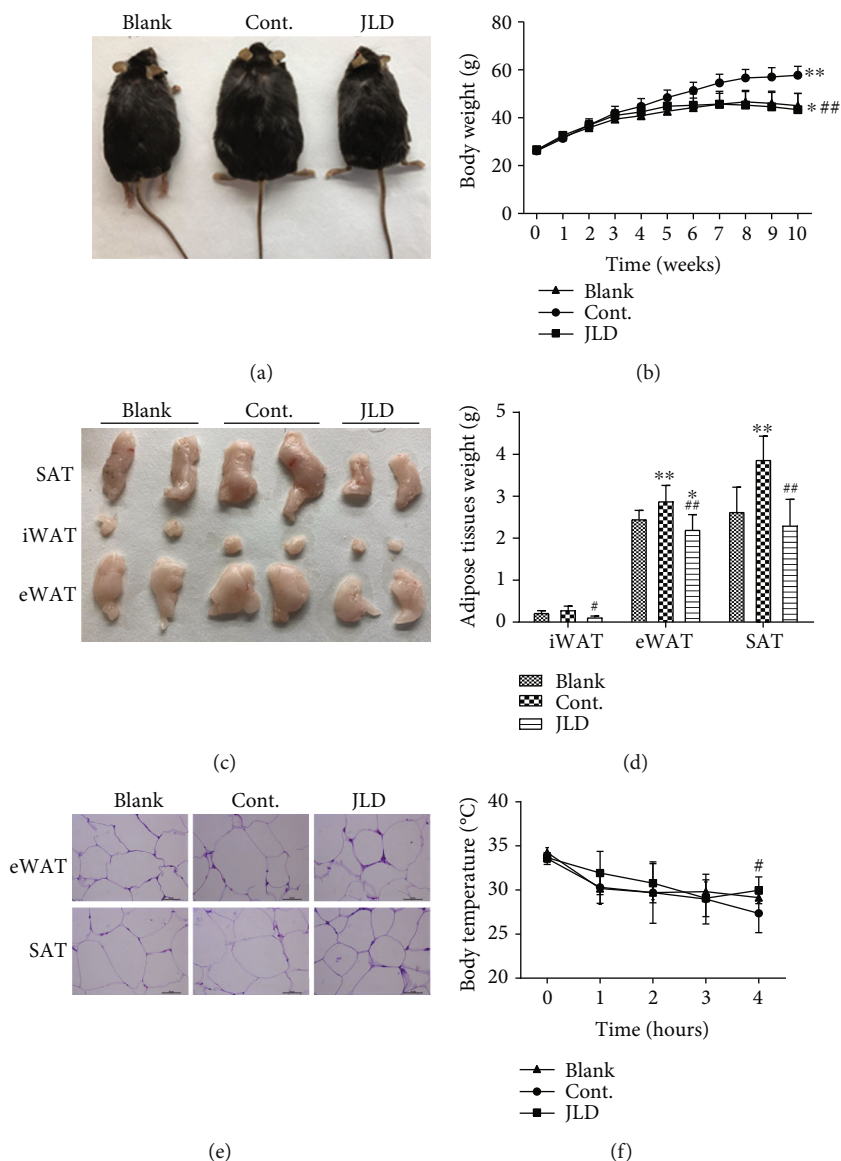 Blank Cont. JLD
(a)
Body weight (g)
80
60
40
20
0
**
* ##
0 1 2 3 4 5 6 7 8 9 10
Time (weeks)
Blank
Cont.
JLD
(b)
Blank Cont. JLD
SAT
iWAT
eWAT
(c)
Adipose tissues weight (g)
5
4
3
2
1
0
#
**
*
##
**
##
iWAT eWAT SAT
Blank
Cont.
JLD
(d)
Blank Cont. JLD
eWAT
SAT
(e)
Body temperature (°C)
40
35
30
25
20
#
0 1 2 3 4
Time (hours)
Blank
Cont.
JLD
(f)